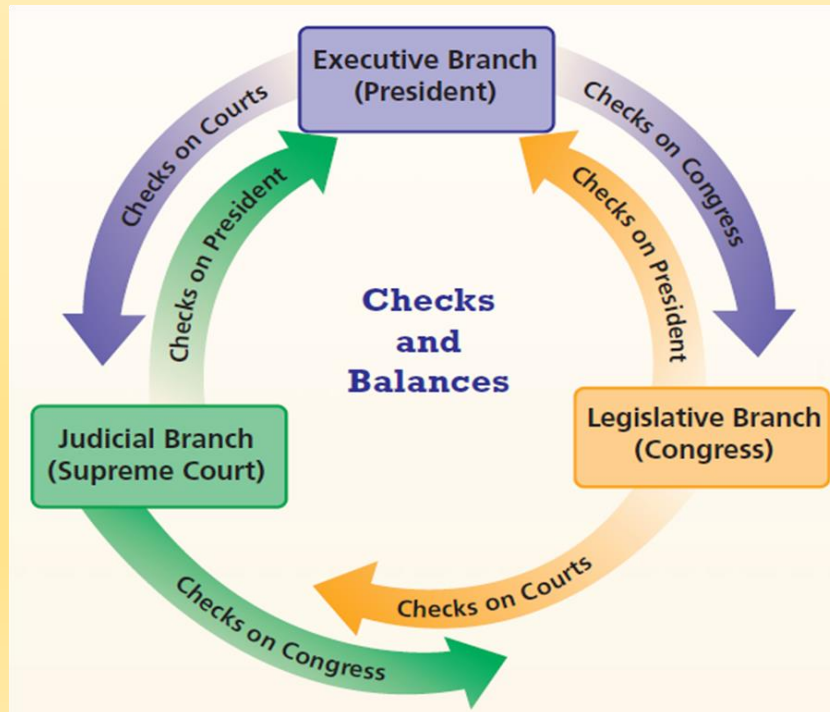 Executive Branch
(President)
Checks on Courts
Checks on President
Checks on Congress
Checks on President
Checks
and
Balances
Judicial Branch
(Supreme Court)
Legislative Branch
(Congress)
Checks on Courts
Checks on Congress